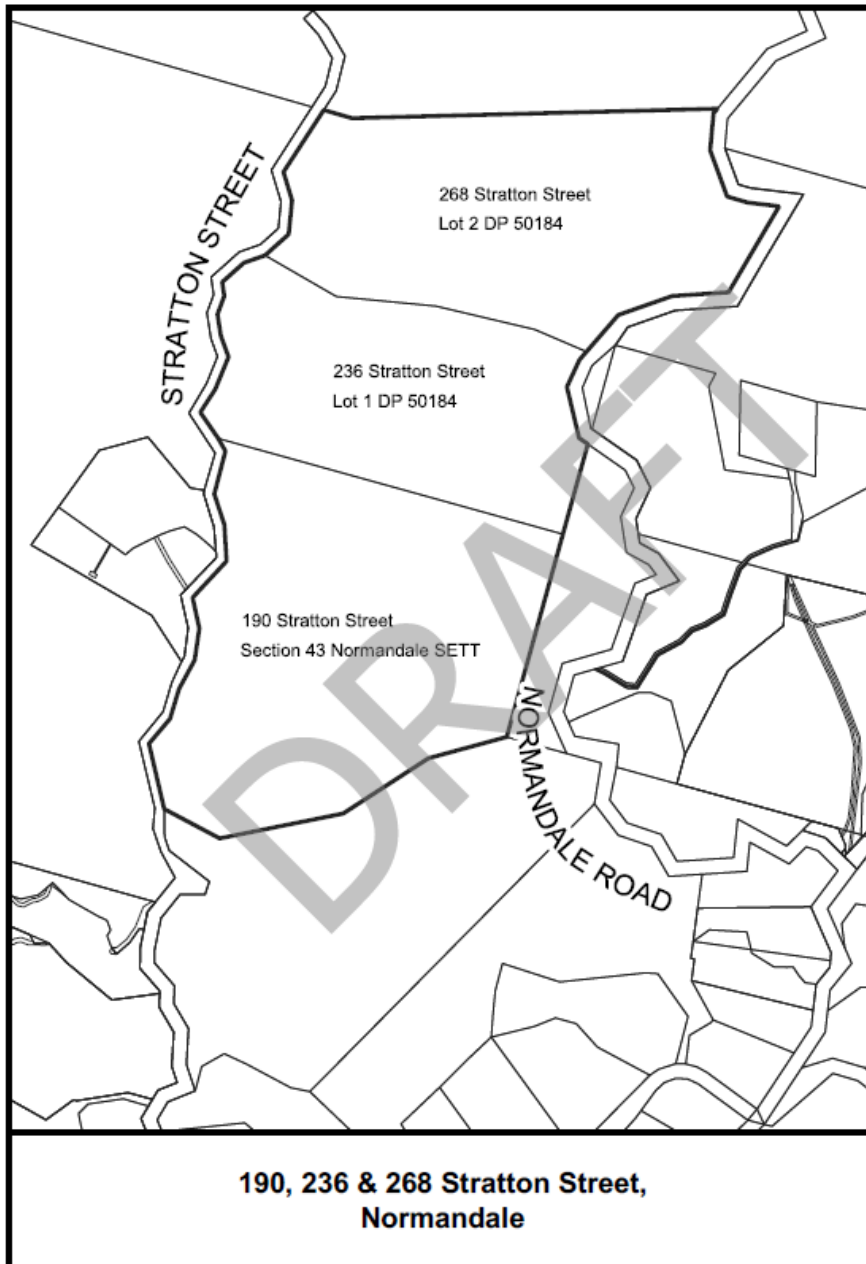 STRATTON STREET
268 Stratton Street
Lot 2 DP 50184
236 Stratton Street
Lot 1 DP 50184
190 Stratton Street
Section 43 Normandale SETT
NORMANDALE ROAD
DRAFT
190, 236 & 268 Stratton Street,
Normandale